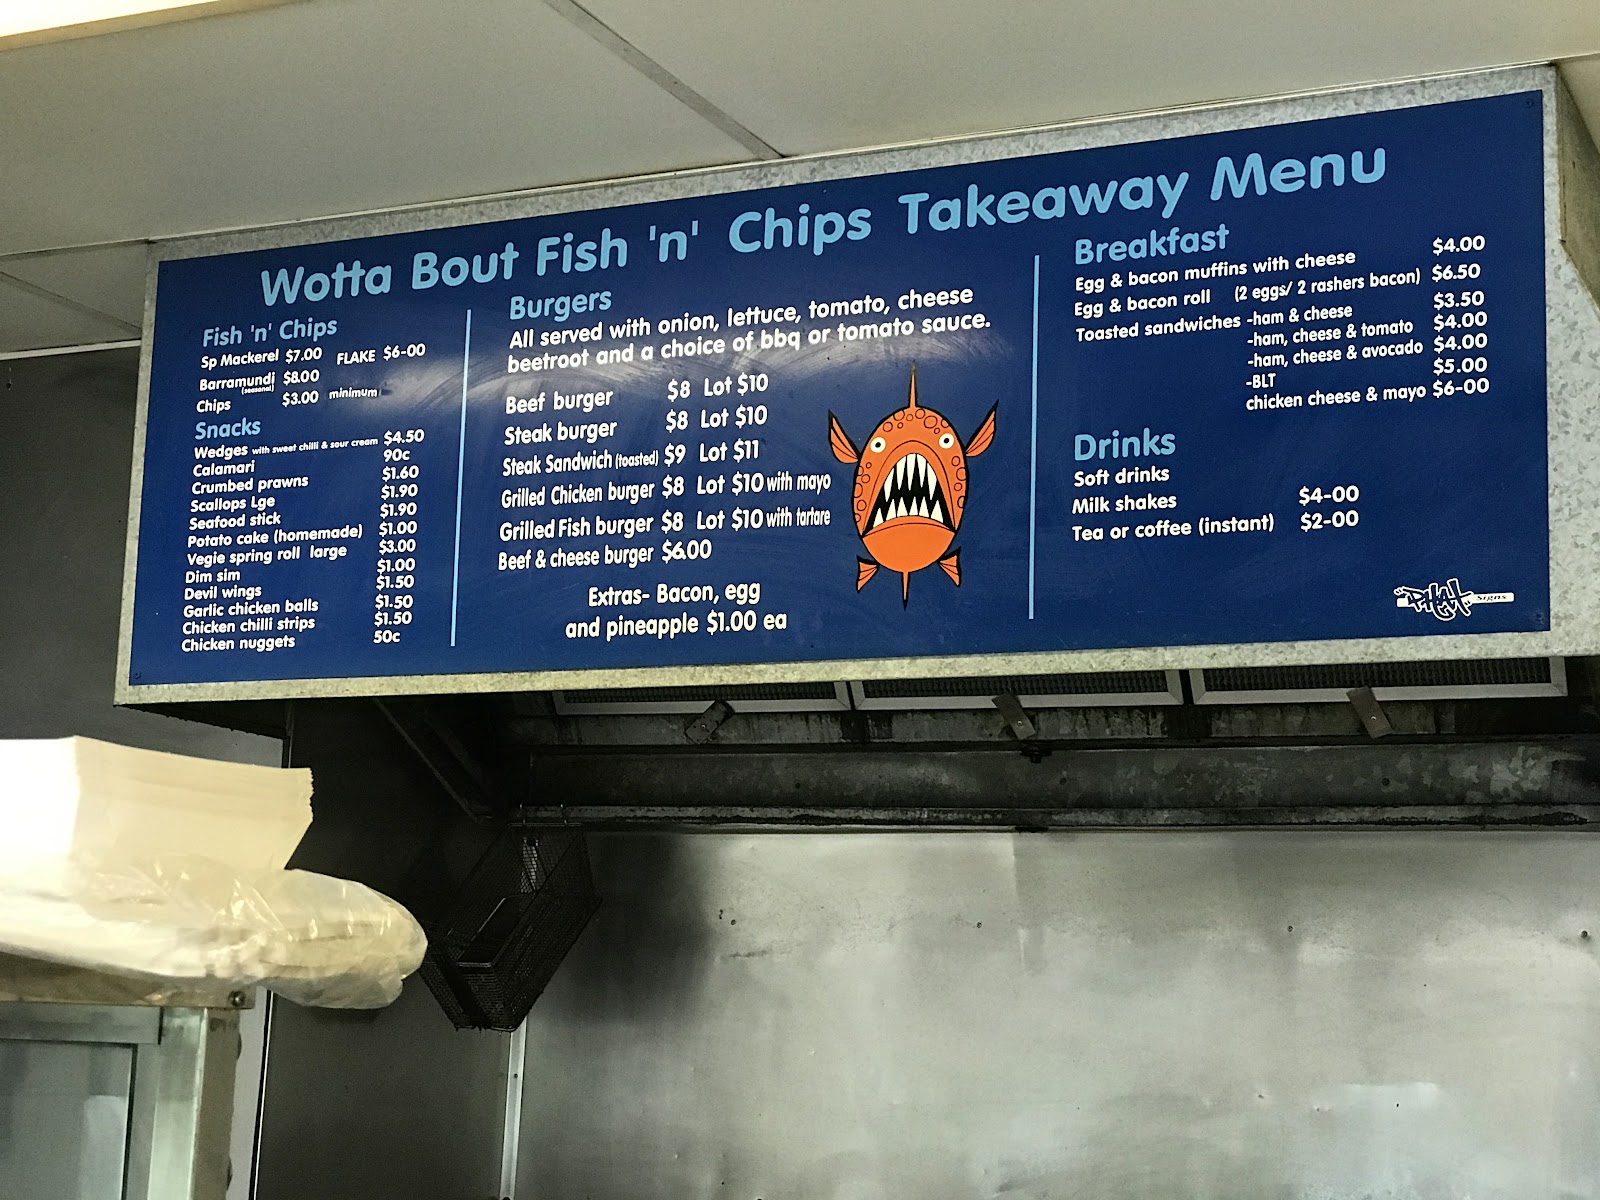 Wotta Bout Fish 'n' Chips Takeaway Menu
Fish 'n' Chips
Sp Mackerel $7.00 FLAKE $6-00
Barramundi $8.00
(seasonal)
Chips $3.00 minimum
Snacks
Wedges with sweet chilli & sour cream $4.50
Calamari 90c
Crumbed prawns $1.60
Scallops Lge $1.90
Seafood stick $1.90
Potato cake (homemade) $1.00
Vegie spring roll large $3.00
Dim sim $1.00
Devil wings $1.50
Garlic chicken balls $1.50
Chicken chilli strips $1.50
Chicken nuggets 50c
Burgers
All served with onion, lettuce, tomato, cheese
beetroot and a choice of bbq or tomato sauce.
Beef burger $8 Lot $10
Steak burger $8 Lot $10
Steak Sandwich (toasted) $9 Lot $11
Grilled Chicken burger $8 Lot $10 with mayo
Grilled Fish burger $8 Lot $10 with tartare
Beef & cheese burger $6.00
Extras- Bacon, egg
and pineapple $1.00 ea
Breakfast
Egg & bacon muffins with cheese $4.00
Egg & bacon roll (2 eggs/ 2 rashers bacon) $6.50
Toasted sandwiches -ham & cheese $3.50
-ham, cheese & tomato $4.00
-ham, cheese & avocado $4.00
-BLT $5.00
chicken cheese & mayo $6-00
Drinks
Soft drinks
Milk shakes $4-00
Tea or coffee (instant) $2-00
Signs